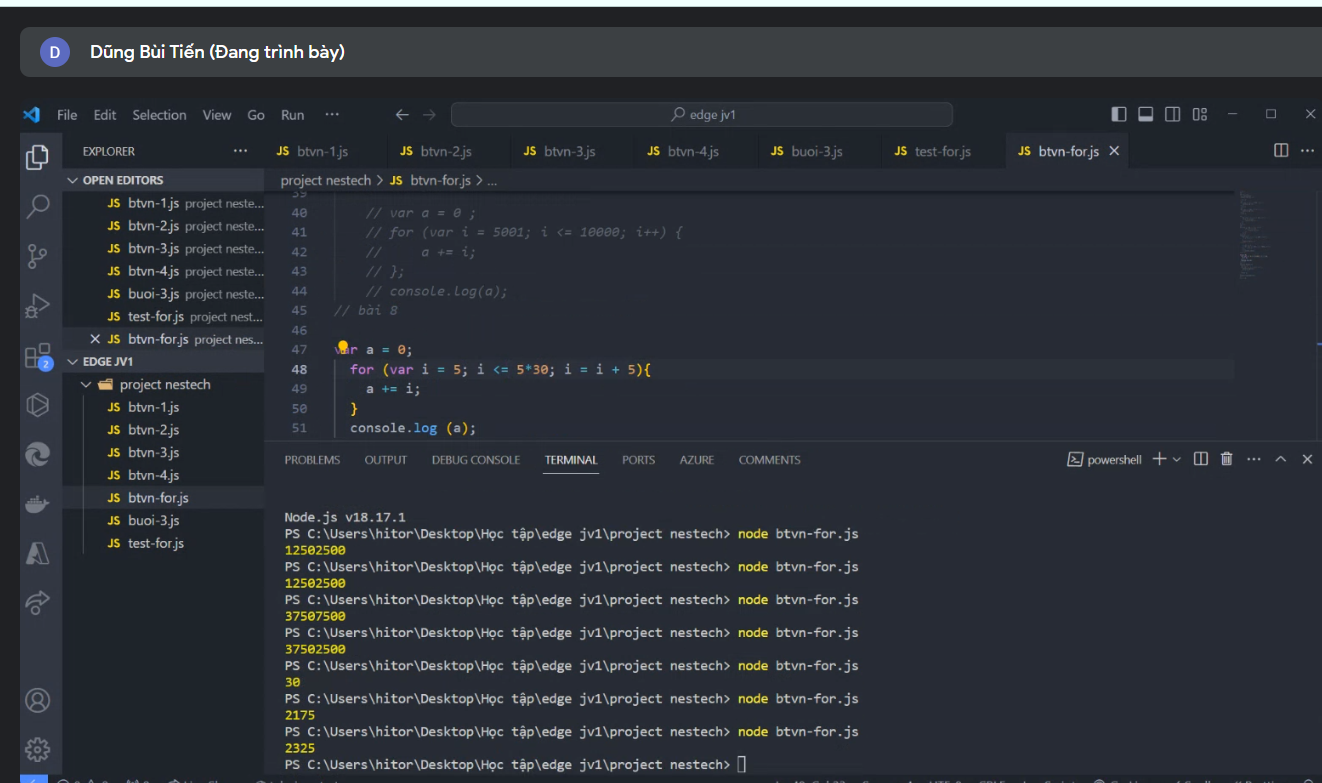 D Dũng Bùi Tiến (Đang trình bày)
File Edit Selection View Go Run ··· edge jv1
EXPLORER ···
JS btvn-1.js JS btvn-2.js JS btvn-3.js JS btvn-4.js JS buoi-3.js JS test-for.js JS btvn-for.js
OPEN EDITORS
JS btvn-1.js project neste...
JS btvn-2.js project neste...
JS btvn-3.js project neste...
JS btvn-4.js project neste...
JS buoi-3.js project neste...
JS test-for.js project nest...
JS btvn-for.js project nes...
EDGE JV1
project nestech
JS btvn-1.js
JS btvn-2.js
JS btvn-3.js
JS btvn-4.js
JS btvn-for.js
JS buoi-3.js
JS test-for.js
2
project nestech > JS btvn-for.js > ...
39
40 // var a = 0 ;
41 // for (var i = 5001; i <= 10000; i++) {
42 // a += i;
43 // };
44 // console.log(a);
45 // bài 8
46
47 var a = 0;
48 for (var i = 5; i <= 5*30; i = i + 5){
49 a += i;
50 }
51 console.log (a);
PROBLEMS OUTPUT DEBUG CONSOLE TERMINAL PORTS AZURE COMMENTS powershell
Node.js v18.17.1
PS C:\Users\hitor\Desktop\Học tập\edge jv1\project nestech> node btvn-for.js
12502500
PS C:\Users\hitor\Desktop\Học tập\edge jv1\project nestech> node btvn-for.js
12502500
PS C:\Users\hitor\Desktop\Học tập\edge jv1\project nestech> node btvn-for.js
37507500
PS C:\Users\hitor\Desktop\Học tập\edge jv1\project nestech> node btvn-for.js
37502500
PS C:\Users\hitor\Desktop\Học tập\edge jv1\project nestech> node btvn-for.js
30
PS C:\Users\hitor\Desktop\Học tập\edge jv1\project nestech> node btvn-for.js
2175
PS C:\Users\hitor\Desktop\Học tập\edge jv1\project nestech> node btvn-for.js
2325
PS C:\Users\hitor\Desktop\Học tập\edge jv1\project nestech>